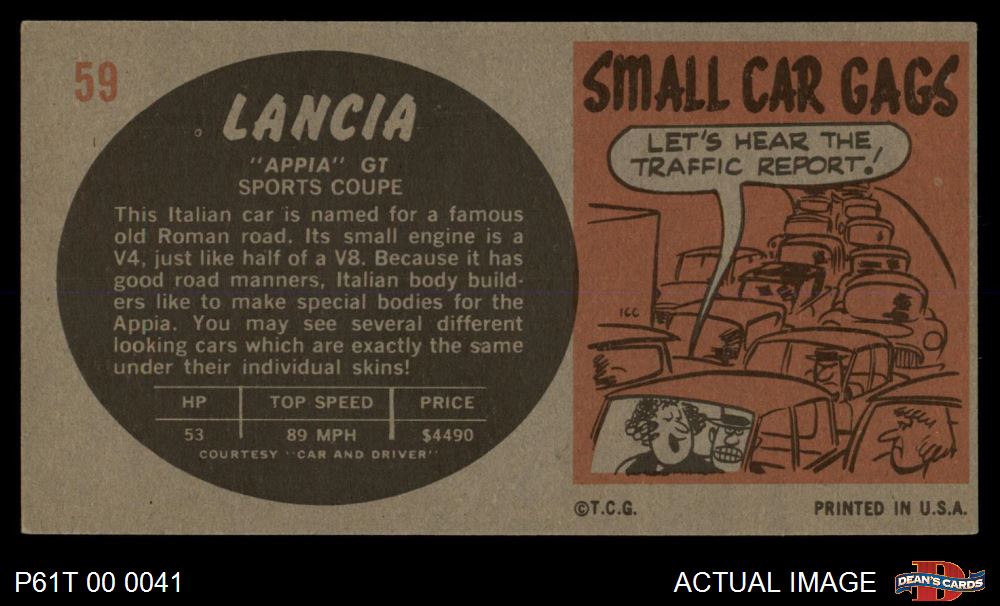 59
LANCIA
"APPIA" GT
SPORTS COUPE
This Italian car is named for a famous
old Roman road. Its small engine is a
V4, just like half of a V8. Because it has
good road manners, Italian body build-
ers like to make special bodies for the
Appia. You may see several different
looking cars which are exactly the same
under their individual skins!
HP TOP SPEED PRICE
53 89 MPH $4490
COURTESY "CAR AND DRIVER"
SMALL CAR GAGS
LET'S HEAR THE
TRAFFIC REPORT!
166
©T.C.G. PRINTED IN U.S.A.
P61T 00 0041
ACTUAL IMAGE
D
DEAN'S CARDS